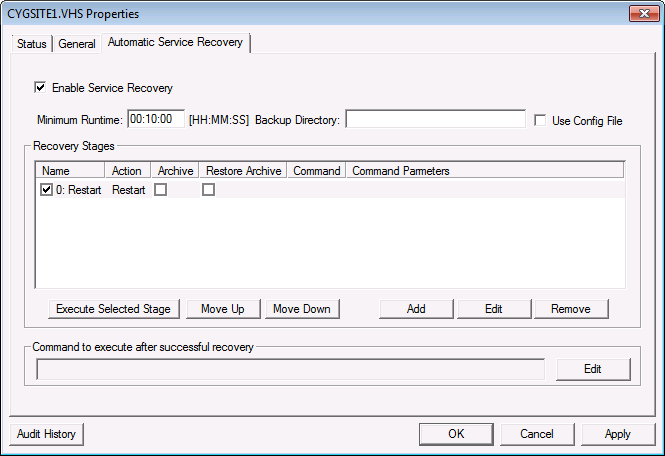 CYGSITE1.VHS Properties
Status General Automatic Service Recovery
Enable Service Recovery
Minimum Runtime: 00:10:00 [HH:MM:SS] Backup Directory: Use Config File
Recovery Stages
Name Action Archive Restore Archive Command Command Parmeters
0: Restart Restart
Execute Selected Stage Move Up Move Down Add Edit Remove
Command to execute after successful recovery
Edit
Audit History OK Cancel Apply